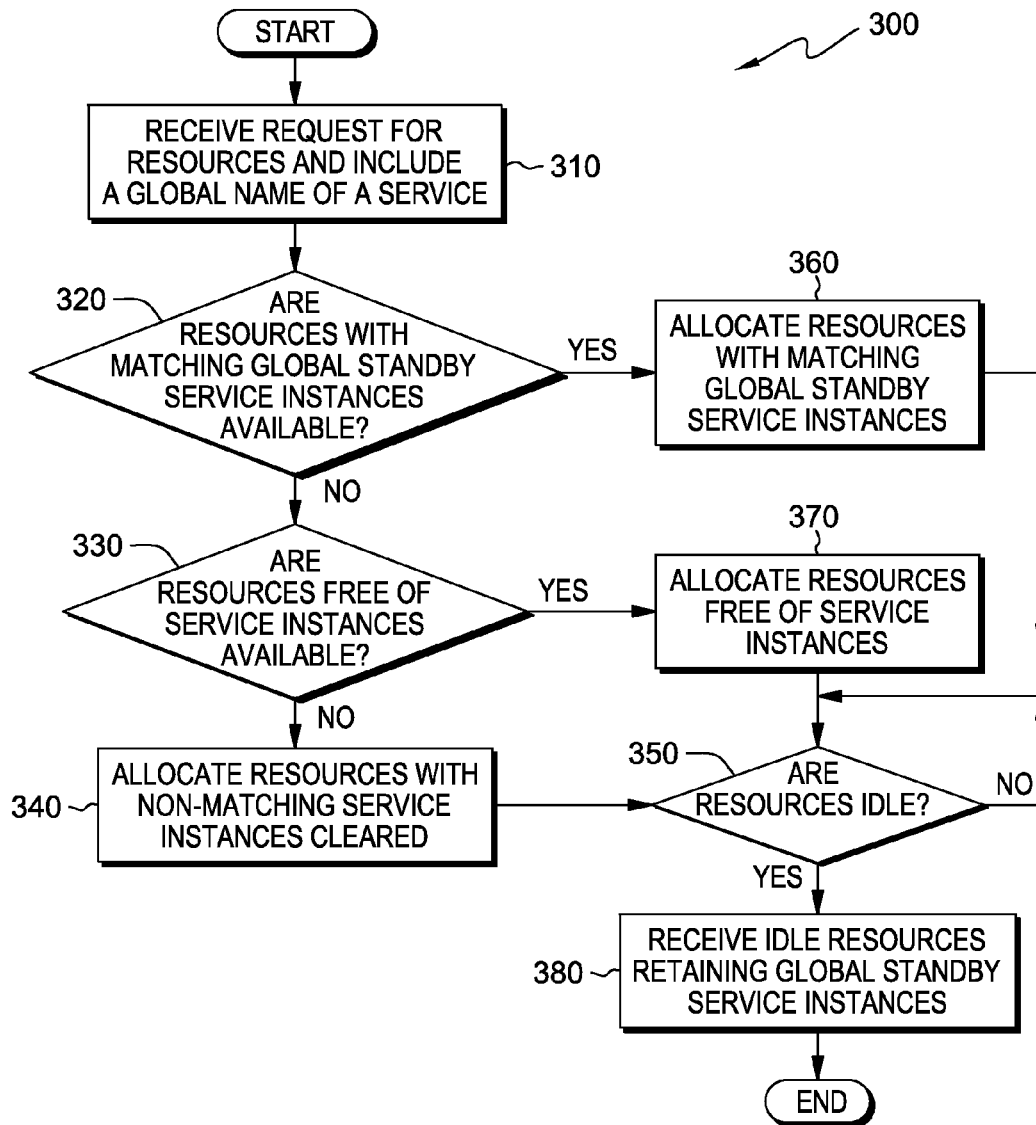 START
300
RECEIVE REQUEST FOR
RESOURCES AND INCLUDE
A GLOBAL NAME OF A SERVICE
310
320
ARE
RESOURCES WITH
MATCHING GLOBAL STANDBY
SERVICE INSTANCES
AVAILABLE?
YES
360
ALLOCATE RESOURCES
WITH MATCHING
GLOBAL STANDBY
SERVICE INSTANCES
NO
330
ARE
RESOURCES FREE OF
SERVICE INSTANCES
AVAILABLE?
YES
370
ALLOCATE RESOURCES
FREE OF SERVICE
INSTANCES
NO
340
ALLOCATE RESOURCES WITH
NON-MATCHING SERVICE
INSTANCES CLEARED
350
ARE
RESOURCES IDLE?
NO
YES
380
RECEIVE IDLE RESOURCES
RETAINING GLOBAL STANDBY
SERVICE INSTANCES
END